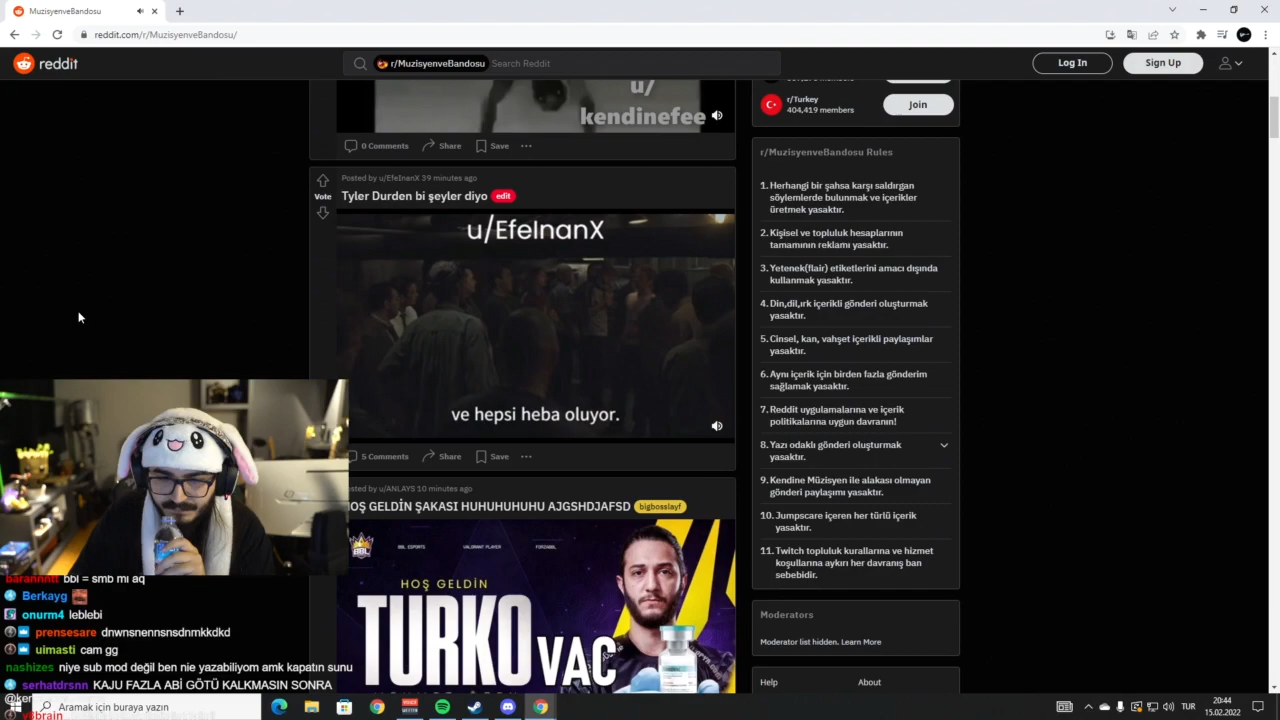 MuzisyenveBandosu
reddit.com/r/MuzisyenveBandosu/
reddit
r/MuzisyenveBandosu
Search Reddit
Log In
Sign Up
u/
kendinefee
0 Comments
Share
Save
Posted by u/EfeInanX 39 minutes ago
Vote
Tyler Durden bi şeyler diyo
edit
u/EfeInanX
ve hepsi heba oluyor.
5 Comments
Share
Save
osted by u/ANLAYS 10 minutes ago
OŞ GELDİN ŞAKASI HUHUHUHUHU AJGSHDJAFSD
bigbosslayf
BBL ESPORTS
VALORANT PLAYER
HOŞ GELDİN
TURKO VAC
r/Turkey
404,419 members
Join
r/MuzisyenveBandosu Rules
1. Herhangi bir şahsa karşı saldırgan
söylemlerde bulunmak ve içerikler
üretmek yasaktır.
2. Kişisel ve topluluk hesaplarının
tamamının reklamı yasaktır.
3. Yetenek(flair) etiketlerini amacı dışında
kullanmak yasaktır.
4. Din,dil,ırk içerikli gönderi oluşturmak
yasaktır.
5. Cinsel, kan, vahşet içerikli paylaşımlar
yasaktır.
6. Aynı içerik için birden fazla gönderim
sağlamak yasaktır.
7. Reddit uygulamalarına ve içerik
politikalarına uygun davranın!
8. Yazı odaklı gönderi oluşturmak
yasaktır.
9. Kendine Müzisyen ile alakası olmayan
gönderi paylaşımı yasaktır.
10. Jumpscare içeren her türlü içerik
yasaktır.
11. Twitch topluluk kurallarına ve hizmet
koşullarına aykırı her davranış ban
sebebidir.
Moderators
Moderator list hidden. Learn More
Help
About
barannntt bbl = smb mi aq
Berkayg
onurm4 leblebi
prensesare dnwnsnennsnsdnmkkdkd
uimasti cam gg
nashizes niye sub mod değil ben nie yazabiliyom amk kapatın sunu
serhatdrsnn KAJU FAZLA ABİ GÖTÜ KALKMASIN SONRA
Aramak için buraya yazın
TUR
20:44
15.02.2022